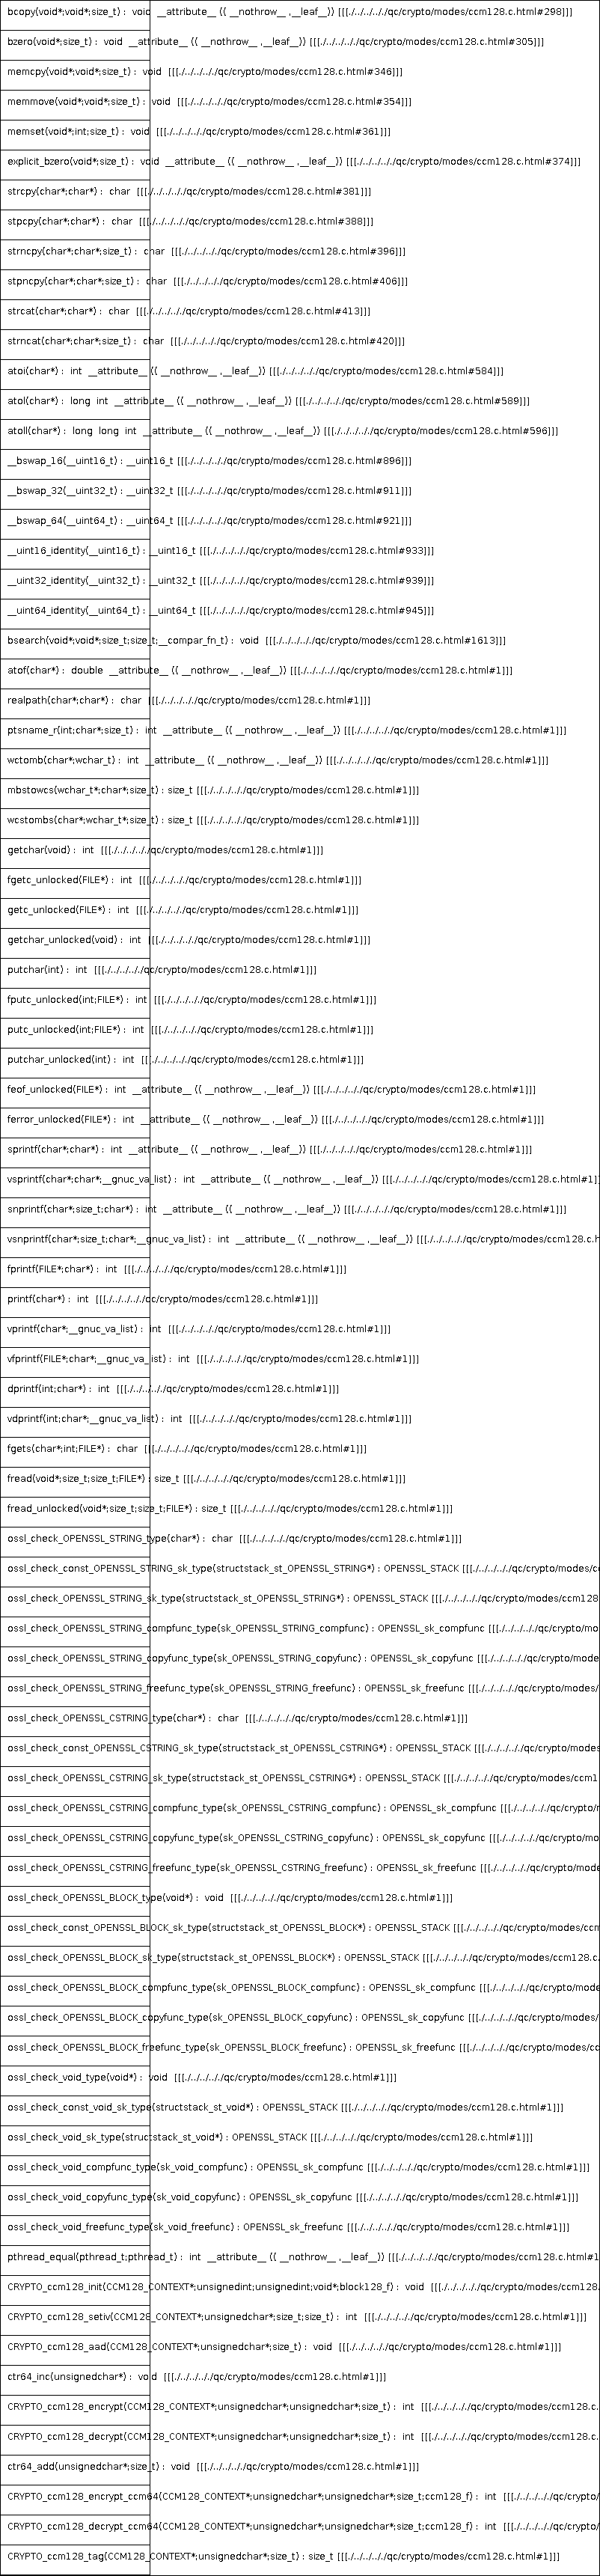 bcopy(void*;void*;size_t) : void __attribute__ (( __nothrow__ ,__leaf__)) [[[./../../../qc/crypto/modes/ccm128.c.html#298]]]
bzero(void*;size_t) : void __attribute__ (( __nothrow__ ,__leaf__)) [[[./../../../qc/crypto/modes/ccm128.c.html#305]]]
memcpy(void*;void*;size_t) : void [[[./../../../qc/crypto/modes/ccm128.c.html#346]]]
memmove(void*;void*;size_t) : void [[[./../../../qc/crypto/modes/ccm128.c.html#354]]]
memset(void*;int;size_t) : void [[[./../../../qc/crypto/modes/ccm128.c.html#361]]]
explicit_bzero(void*;size_t) : void __attribute__ (( __nothrow__ ,__leaf__)) [[[./../../../qc/crypto/modes/ccm128.c.html#374]]]
strcpy(char*;char*) : char [[[./../../../qc/crypto/modes/ccm128.c.html#381]]]
stpcpy(char*;char*) : char [[[./../../../qc/crypto/modes/ccm128.c.html#388]]]
strncpy(char*;char*;size_t) : char [[[./../../../qc/crypto/modes/ccm128.c.html#396]]]
stpncpy(char*;char*;size_t) : char [[[./../../../qc/crypto/modes/ccm128.c.html#406]]]
strcat(char*;char*) : char [[[./../../../qc/crypto/modes/ccm128.c.html#413]]]
strncat(char*;char*;size_t) : char [[[./../../../qc/crypto/modes/ccm128.c.html#420]]]
atoi(char*) : int __attribute__ (( __nothrow__ ,__leaf__)) [[[./../../../qc/crypto/modes/ccm128.c.html#584]]]
atol(char*) : long int __attribute__ (( __nothrow__ ,__leaf__)) [[[./../../../qc/crypto/modes/ccm128.c.html#589]]]
atoll(char*) : long long int __attribute__ (( __nothrow__ ,__leaf__)) [[[./../../../qc/crypto/modes/ccm128.c.html#596]]]
__bswap_16(__uint16_t) : __uint16_t [[[./../../../qc/crypto/modes/ccm128.c.html#896]]]
__bswap_32(__uint32_t) : __uint32_t [[[./../../../qc/crypto/modes/ccm128.c.html#911]]]
__bswap_64(__uint64_t) : __uint64_t [[[./../../../qc/crypto/modes/ccm128.c.html#921]]]
__uint16_identity(__uint16_t) : __uint16_t [[[./../../../qc/crypto/modes/ccm128.c.html#933]]]
__uint32_identity(__uint32_t) : __uint32_t [[[./../../../qc/crypto/modes/ccm128.c.html#939]]]
__uint64_identity(__uint64_t) : __uint64_t [[[./../../../qc/crypto/modes/ccm128.c.html#945]]]
bsearch(void*;void*;size_t;size_t;__compar_fn_t) : void [[[./../../../qc/crypto/modes/ccm128.c.html#1613]]]
atof(char*) : double __attribute__ (( __nothrow__ ,__leaf__)) [[[./../../../qc/crypto/modes/ccm128.c.html#1]]]
realpath(char*;char*) : char [[[./../../../qc/crypto/modes/ccm128.c.html#1]]]
ptsname_r(int;char*;size_t) : int __attribute__ (( __nothrow__ ,__leaf__)) [[[./../../../qc/crypto/modes/ccm128.c.html#1]]]
wctomb(char*;wchar_t) : int __attribute__ (( __nothrow__ ,__leaf__)) [[[./../../../qc/crypto/modes/ccm128.c.html#1]]]
mbstowcs(wchar_t*;char*;size_t) : size_t [[[./../../../qc/crypto/modes/ccm128.c.html#1]]]
wcstombs(char*;wchar_t*;size_t) : size_t [[[./../../../qc/crypto/modes/ccm128.c.html#1]]]
getchar(void) : int [[[./../../../qc/crypto/modes/ccm128.c.html#1]]]
fgetc_unlocked(FILE*) : int [[[./../../../qc/crypto/modes/ccm128.c.html#1]]]
getc_unlocked(FILE*) : int [[[./../../../qc/crypto/modes/ccm128.c.html#1]]]
getchar_unlocked(void) : int [[[./../../../qc/crypto/modes/ccm128.c.html#1]]]
putchar(int) : int [[[./../../../qc/crypto/modes/ccm128.c.html#1]]]
fputc_unlocked(int;FILE*) : int [[[./../../../qc/crypto/modes/ccm128.c.html#1]]]
putc_unlocked(int;FILE*) : int [[[./../../../qc/crypto/modes/ccm128.c.html#1]]]
putchar_unlocked(int) : int [[[./../../../qc/crypto/modes/ccm128.c.html#1]]]
feof_unlocked(FILE*) : int __attribute__ (( __nothrow__ ,__leaf__)) [[[./../../../qc/crypto/modes/ccm128.c.html#1]]]
ferror_unlocked(FILE*) : int __attribute__ (( __nothrow__ ,__leaf__)) [[[./../../../qc/crypto/modes/ccm128.c.html#1]]]
sprintf(char*;char*) : int __attribute__ (( __nothrow__ ,__leaf__)) [[[./../../../qc/crypto/modes/ccm128.c.html#1]]]
vsprintf(char*;char*;__gnuc_va_list) : int __attribute__ (( __nothrow__ ,__leaf__)) [[[./../../../qc/crypto/modes/ccm128.c.html#1]]]
snprintf(char*;size_t;char*) : int __attribute__ (( __nothrow__ ,__leaf__)) [[[./../../../qc/crypto/modes/ccm128.c.html#1]]]
vsnprintf(char*;size_t;char*;__gnuc_va_list) : int __attribute__ (( __nothrow__ ,__leaf__)) [[[./../../../qc/crypto/modes/ccm128.c.h
fprintf(FILE*;char*) : int [[[./../../../qc/crypto/modes/ccm128.c.html#1]]]
printf(char*) : int [[[./../../../qc/crypto/modes/ccm128.c.html#1]]]
vprintf(char*;__gnuc_va_list) : int [[[./../../../qc/crypto/modes/ccm128.c.html#1]]]
vfprintf(FILE*;char*;__gnuc_va_list) : int [[[./../../../qc/crypto/modes/ccm128.c.html#1]]]
dprintf(int;char*) : int [[[./../../../qc/crypto/modes/ccm128.c.html#1]]]
vdprintf(int;char*;__gnuc_va_list) : int [[[./../../../qc/crypto/modes/ccm128.c.html#1]]]
fgets(char*;int;FILE*) : char [[[./../../../qc/crypto/modes/ccm128.c.html#1]]]
fread(void*;size_t;size_t;FILE*) : size_t [[[./../../../qc/crypto/modes/ccm128.c.html#1]]]
fread_unlocked(void*;size_t;size_t;FILE*) : size_t [[[./../../../qc/crypto/modes/ccm128.c.html#1]]]
ossl_check_OPENSSL_STRING_type(char*) : char [[[./../../../qc/crypto/modes/ccm128.c.html#1]]]
ossl_check_const_OPENSSL_STRING_sk_type(structstack_st_OPENSSL_STRING*) : OPENSSL_STACK [[[./../../../qc/crypto/modes/cc
ossl_check_OPENSSL_STRING_sk_type(structstack_st_OPENSSL_STRING*) : OPENSSL_STACK [[[./../../../qc/crypto/modes/ccm128
ossl_check_OPENSSL_STRING_compfunc_type(sk_OPENSSL_STRING_compfunc) : OPENSSL_sk_compfunc [[[./../../../qc/crypto/mo
ossl_check_OPENSSL_STRING_copyfunc_type(sk_OPENSSL_STRING_copyfunc) : OPENSSL_sk_copyfunc [[[./../../../qc/crypto/mode
ossl_check_OPENSSL_STRING_freefunc_type(sk_OPENSSL_STRING_freefunc) : OPENSSL_sk_freefunc [[[./../../../qc/crypto/modes/
ossl_check_OPENSSL_CSTRING_type(char*) : char [[[./../../../qc/crypto/modes/ccm128.c.html#1]]]
ossl_check_const_OPENSSL_CSTRING_sk_type(structstack_st_OPENSSL_CSTRING*) : OPENSSL_STACK [[[./../../../qc/crypto/modes
ossl_check_OPENSSL_CSTRING_sk_type(structstack_st_OPENSSL_CSTRING*) : OPENSSL_STACK [[[./../../../qc/crypto/modes/ccm1
ossl_check_OPENSSL_CSTRING_compfunc_type(sk_OPENSSL_CSTRING_compfunc) : OPENSSL_sk_compfunc [[[./../../../qc/crypto/r
ossl_check_OPENSSL_CSTRING_copyfunc_type(sk_OPENSSL_CSTRING_copyfunc) : OPENSSL_sk_copyfunc [[[./../../../qc/crypto/mo
ossl_check_OPENSSL_CSTRING_freefunc_type(sk_OPENSSL_CSTRING_freefunc) : OPENSSL_sk_freefunc [[[./../../../qc/crypto/mode
ossl_check_OPENSSL_BLOCK_type(void*) : void [[[./../../../qc/crypto/modes/ccm128.c.html#1]]]
ossl_check_const_OPENSSL_BLOCK_sk_type(structstack_st_OPENSSL_BLOCK*) : OPENSSL_STACK [[[./../../../qc/crypto/modes/ccm
ossl_check_OPENSSL_BLOCK_sk_type(structstack_st_OPENSSL_BLOCK*) : OPENSSL_STACK [[[./../../../qc/crypto/modes/ccm128.c.
ossl_check_OPENSSL_BLOCK_compfunc_type(sk_OPENSSL_BLOCK_compfunc) : OPENSSL_sk_compfunc [[[./../../../qc/crypto/mode
ossl_check_OPENSSL_BLOCK_copyfunc_type(sk_OPENSSL_BLOCK_copyfunc) : OPENSSL_sk_copyfunc [[[./../../../qc/crypto/modes/
ossl_check_OPENSSL_BLOCK_freefunc_type(sk_OPENSSL_BLOCK_freefunc) : OPENSSL_sk_freefunc [[[./../../../qc/crypto/modes/cc
ossl_check_void_type(void*) : void [[[./../../../qc/crypto/modes/ccm128.c.html#1]]]
ossl_check_const_void_sk_type(structstack_st_void*) : OPENSSL_STACK [[[./../../../qc/crypto/modes/ccm128.c.html#1]]]
ossl_check_void_sk_type(structstack_st_void*) : OPENSSL_STACK [[[./../../../qc/crypto/modes/ccm128.c.html#1]]]
ossl_check_void_compfunc_type(sk_void_compfunc) : OPENSSL_sk_compfunc [[[./../../../qc/crypto/modes/ccm128.c.html#1]]]
ossl_check_void_copyfunc_type(sk_void_copyfunc) : OPENSSL_sk_copyfunc [[[./../../../qc/crypto/modes/ccm128.c.html#1]]]
ossl_check_void_freefunc_type(sk_void_freefunc) : OPENSSL_sk_freefunc [[[./../../../qc/crypto/modes/ccm128.c.html#1]]]
pthread_equal(pthread_t;pthread_t) : int __attribute__ (( __nothrow__ ,__leaf__)) [[[./../../../qc/crypto/modes/ccm128.c.html#1
CRYPTO_ccm128_init(CCM128_CONTEXT*;unsignedint;unsignedint;void*;block128_f) : void [[[./../../../qc/crypto/modes/ccm128.
CRYPTO_ccm128_setiv(CCM128_CONTEXT*;unsignedchar*;size_t;size_t) : int [[[./../../../qc/crypto/modes/ccm128.c.html#1]]]
CRYPTO_ccm128_aad(CCM128_CONTEXT*;unsignedchar*;size_t) : void [[[./../../../qc/crypto/modes/ccm128.c.html#1]]]
ctr64_inc(unsignedchar*) : void [[[./../../../qc/crypto/modes/ccm128.c.html#1]]]
CRYPTO_ccm128_encrypt(CCM128_CONTEXT*;unsignedchar*;unsignedchar*;size_t) : int [[[./../../../qc/crypto/modes/ccm128.c.
CRYPTO_ccm128_decrypt(CCM128_CONTEXT*;unsignedchar*;unsignedchar*;size_t) : int [[[./../../../qc/crypto/modes/ccm128.c.
ctr64_add(unsignedchar*;size_t) : void [[[./../../../qc/crypto/modes/ccm128.c.html#1]]]
CRYPTO_ccm128_encrypt_ccm64(CCM128_CONTEXT*;unsignedchar*;unsignedchar*;size_t;ccm128_f) : int [[[./../../../qc/crypto/
CRYPTO_ccm128_decrypt_ccm64(CCM128_CONTEXT*;unsignedchar*;unsignedchar*;size_t;ccm128_f) : int [[[./../../../qc/crypto/
CRYPTO_ccm128_tag(CCM128_CONTEXT*;unsignedchar*;size_t) : size_t [[[./../../../qc/crypto/modes/ccm128.c.html#1]]]